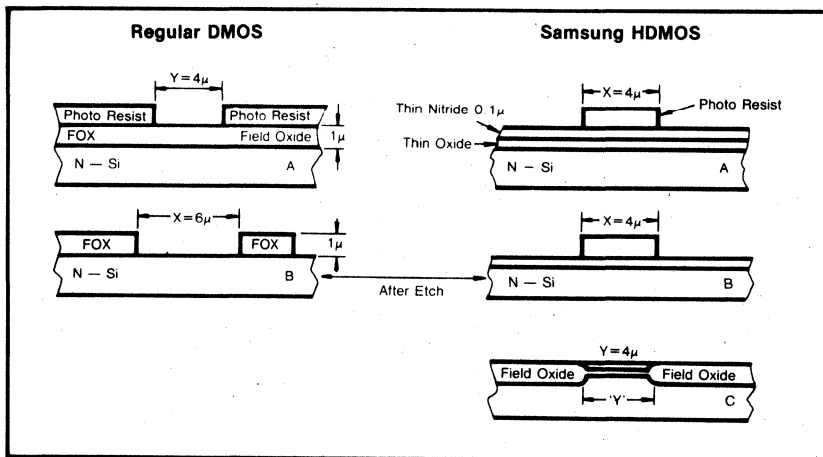 Regular DMOS
Y=4μ
Photo Resist
Photo Resist
FOX
Field Oxide
1μ
N — Si
A
X=6μ
FOX
FOX
1μ
N — Si
B
After Etch
Samsung HDMOS
X=4μ
Photo Resist
Thin Nitride 0.1μ
Thin Oxide
N — Si
A
X=4μ
N — Si
B
Y=4μ
Field Oxide
Field Oxide
'Y'
C